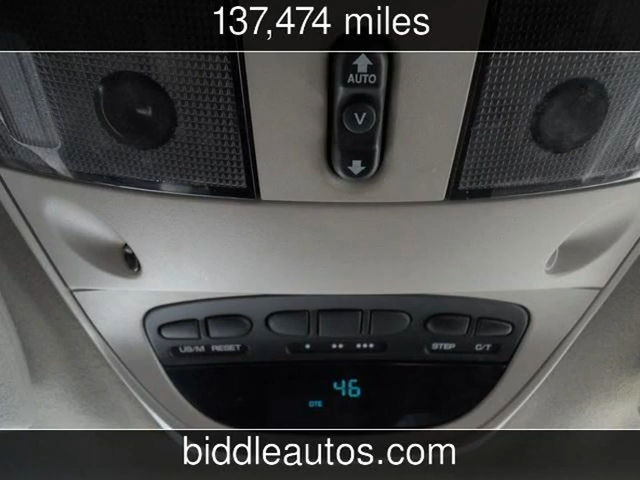 137,474 miles
AUTO
V
US/M RESET STEP C/T
46
DTE
biddleautos.com